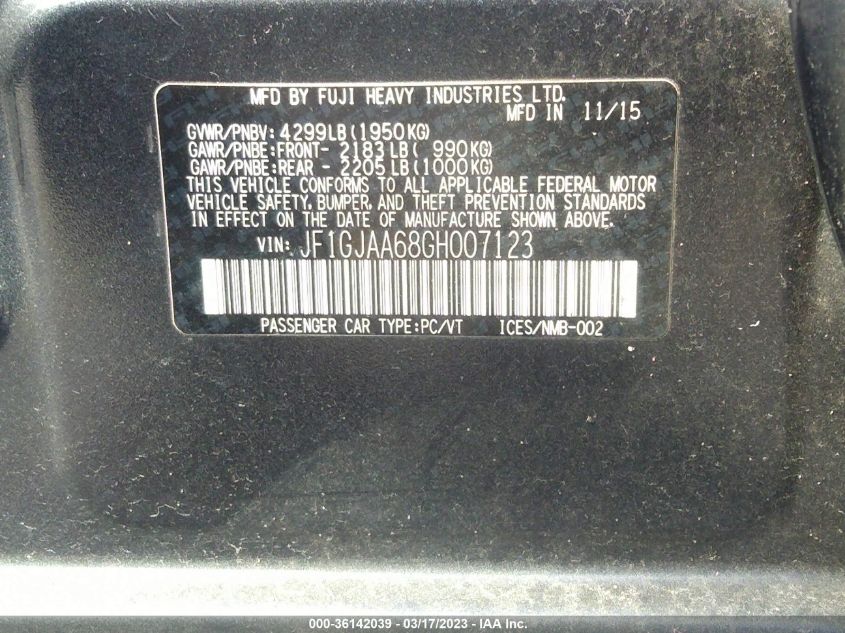 MFD BY FUJI HEAVY INDUSTRIES LTD.
MFD IN 11/15
GVWR/PNBV: 4299LB(1950KG)
GAWR/PNBE:FRONT- 2183LB( 990KG)
GAWR/PNBE:REAR - 2205LB(1000KG)
THIS VEHICLE CONFORMS TO ALL APPLICABLE FEDERAL MOTOR
VEHICLE SAFETY, BUMPER, AND THEFT PREVENTION STANDARDS
IN EFFECT ON THE DATE OF MANUFACTURE SHOWN ABOVE.
VIN: JF1GJAA68GH007123
PASSENGER CAR TYPE:PC/VT ICES/NMB-002
000-36142039 - 03/17/2023 - IAA Inc.